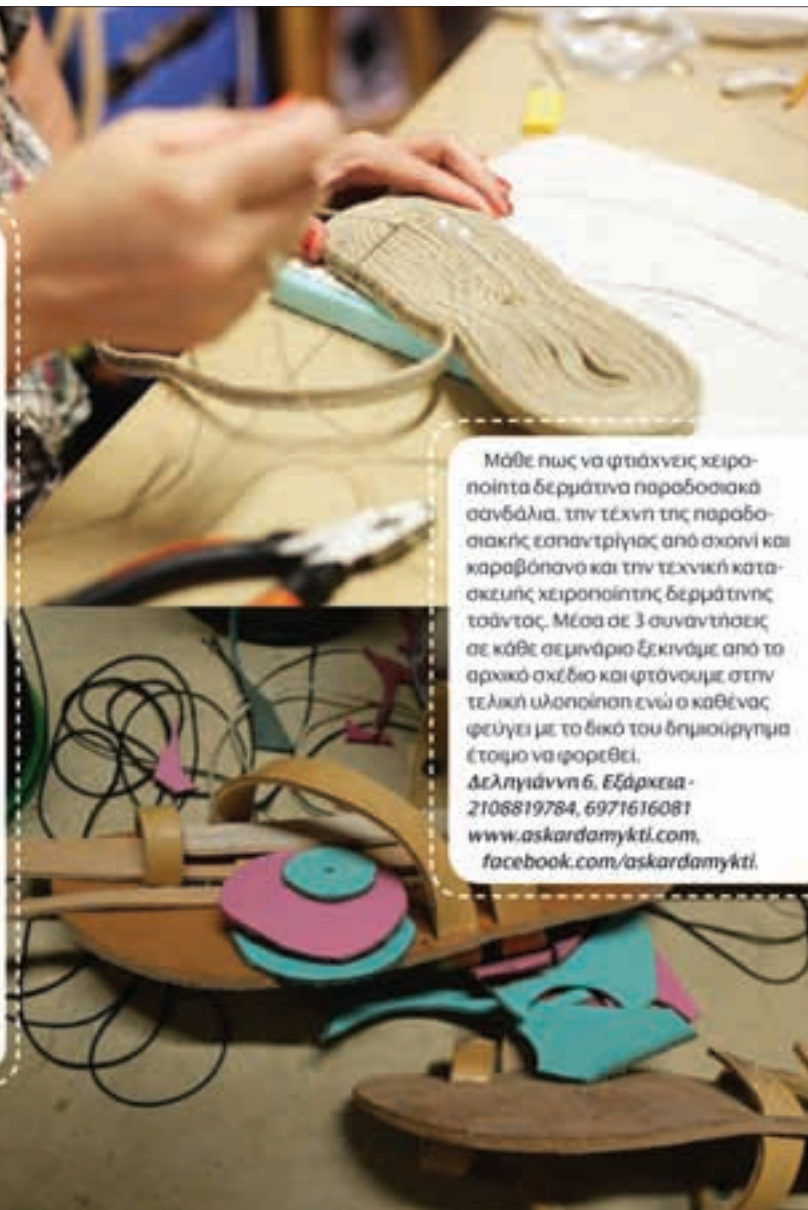 Μάθε πως να φτιάχνεις χειρο-
ποίητα δερμάτινα παραδοσιακά
σανδάλια, την τέχνη της παραδο-
σιακής εσπαντρίγιας από σχοινί και
καραβόπανο και την τεχνική κατα-
σκευής χειροποίητης δερμάτινης
τσάντας. Μέσα σε 3 συναντήσεις
σε κάθε σεμινάριο ξεκινάμε από το
αρχικό σχέδιο και φτάνουμε στην
τελική υλοποίηση ενώ ο καθένας
φεύγει με το δικό του δημιούργημα
έτοιμο να φορεθεί.
Δεληγιάννη 6, Εξάρχεια -
2108819784, 6971616081
www.askardamykti.com,
facebook.com/askardamykti.